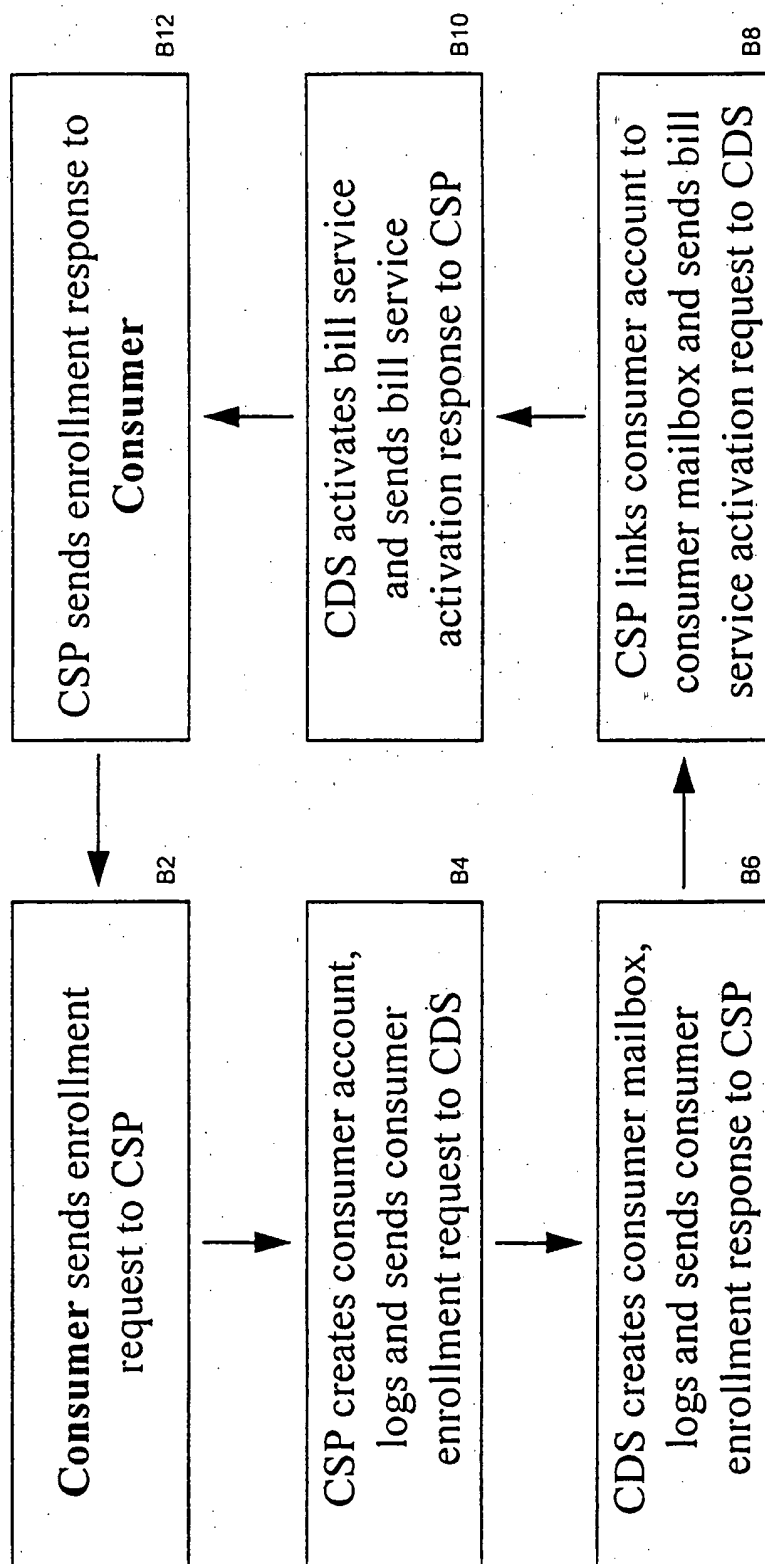 Consumer sends enrollment
request to CSP
B2
CSP creates consumer account,
logs and sends consumer
enrollment request to CDS
B4
CDS creates consumer mailbox,
logs and sends consumer
enrollment response to CSP
B6
CSP links consumer account to
consumer mailbox and sends bill
service activation request to CDS
B8
CDS activates bill service
and sends bill service
activation response to CSP
B10
CSP sends enrollment response to
Consumer
B12